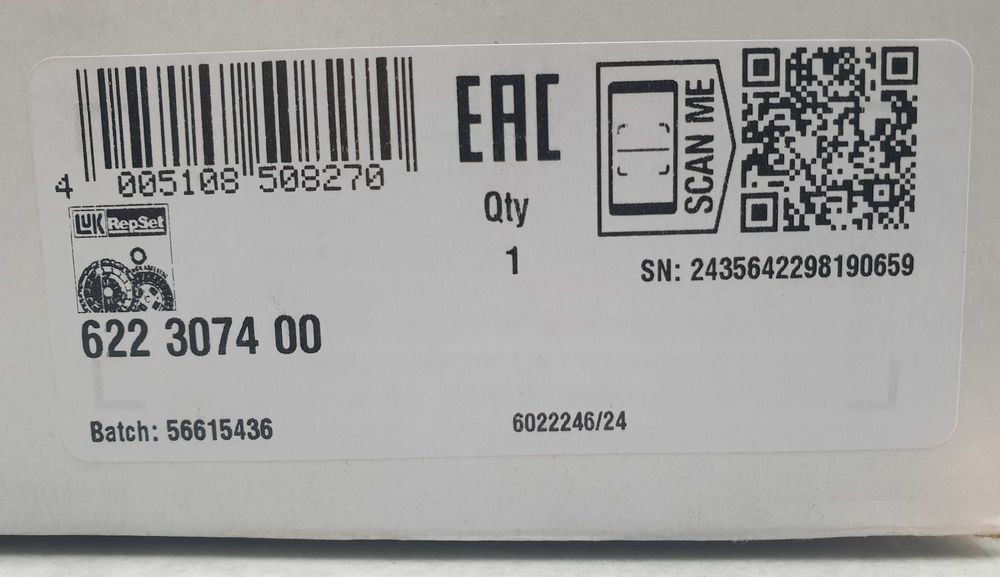 4 005108 508270
EAC
SCAN ME
LUK RepSet
Qty
1
SN: 2435642298190659
622 3074 00
Batch: 56615436
6022246/24